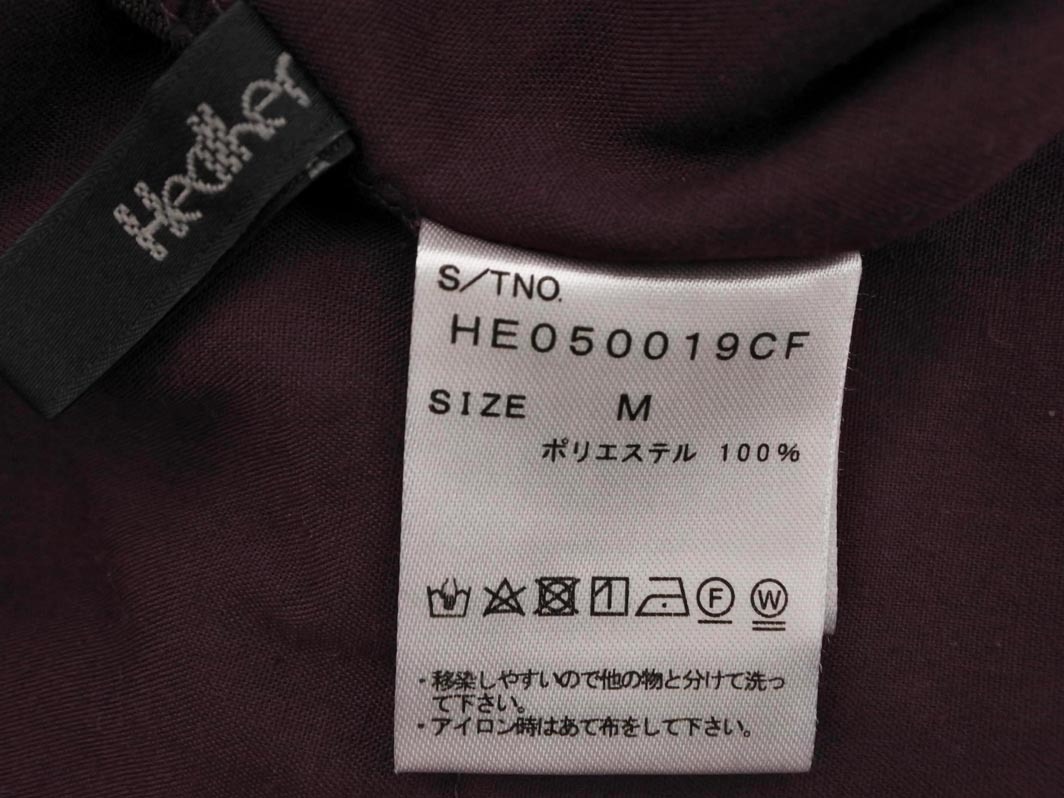 Heather
S/TNO.
HE050019CF
SIZE M
ポリエステル 100%
F W
・移染しやすいので他の物と分けて洗っ
て下さい。
・アイロン時はあて布をして下さい。